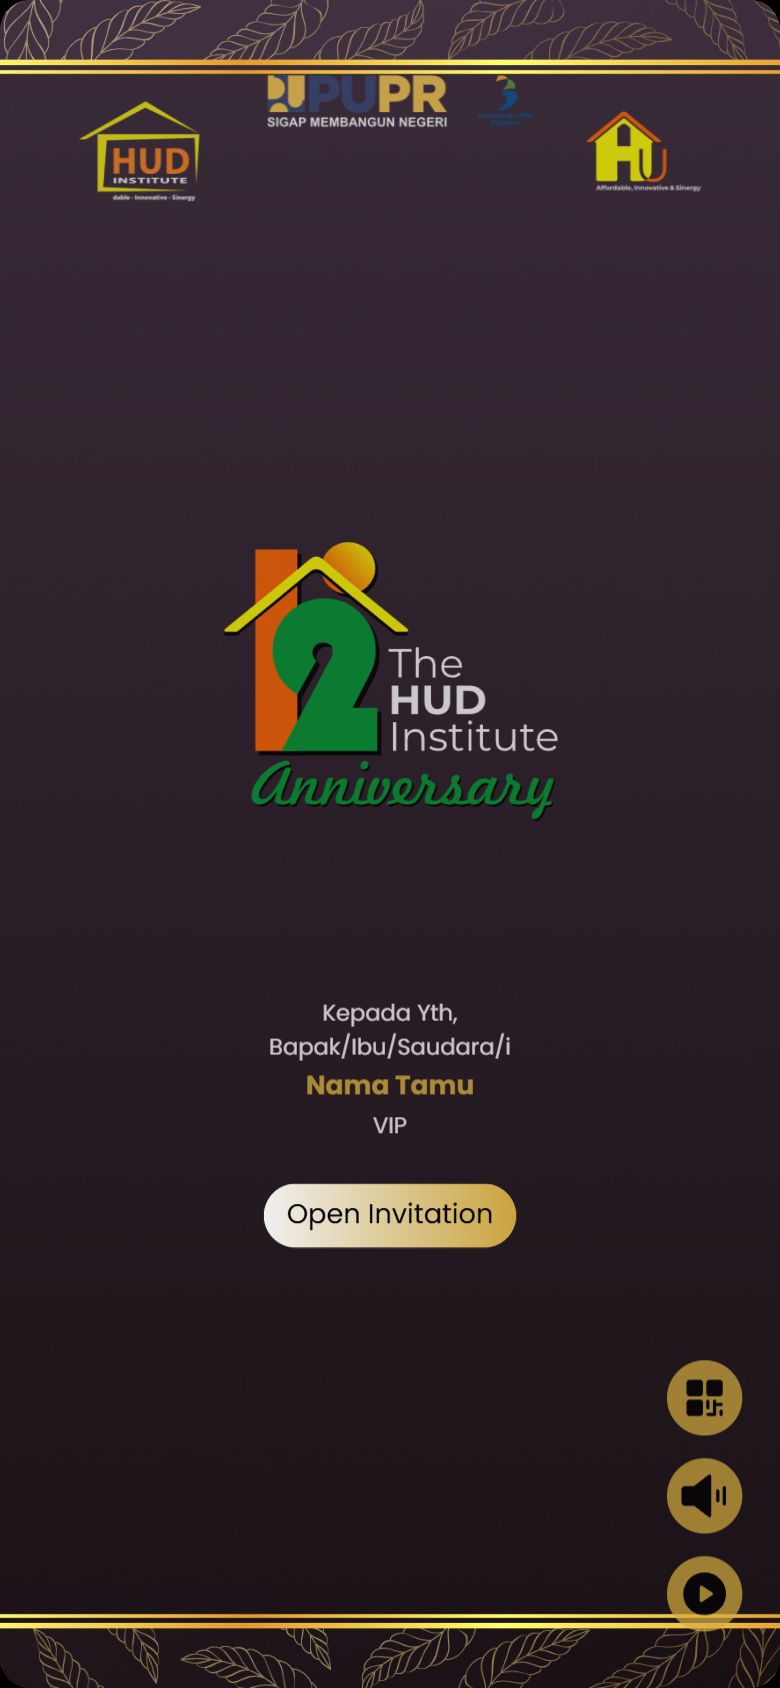 PUPR
SIGAP MEMBANGUN NEGERI
HUD
INSTITUTE
dable - Innovative - Sinergy
HU
Affordable, Innovative & Sinergy
12
The
HUD
Institute
Anniversary
Kepada Yth,
Bapak/Ibu/Saudara/i
Nama Tamu
VIP
Open Invitation